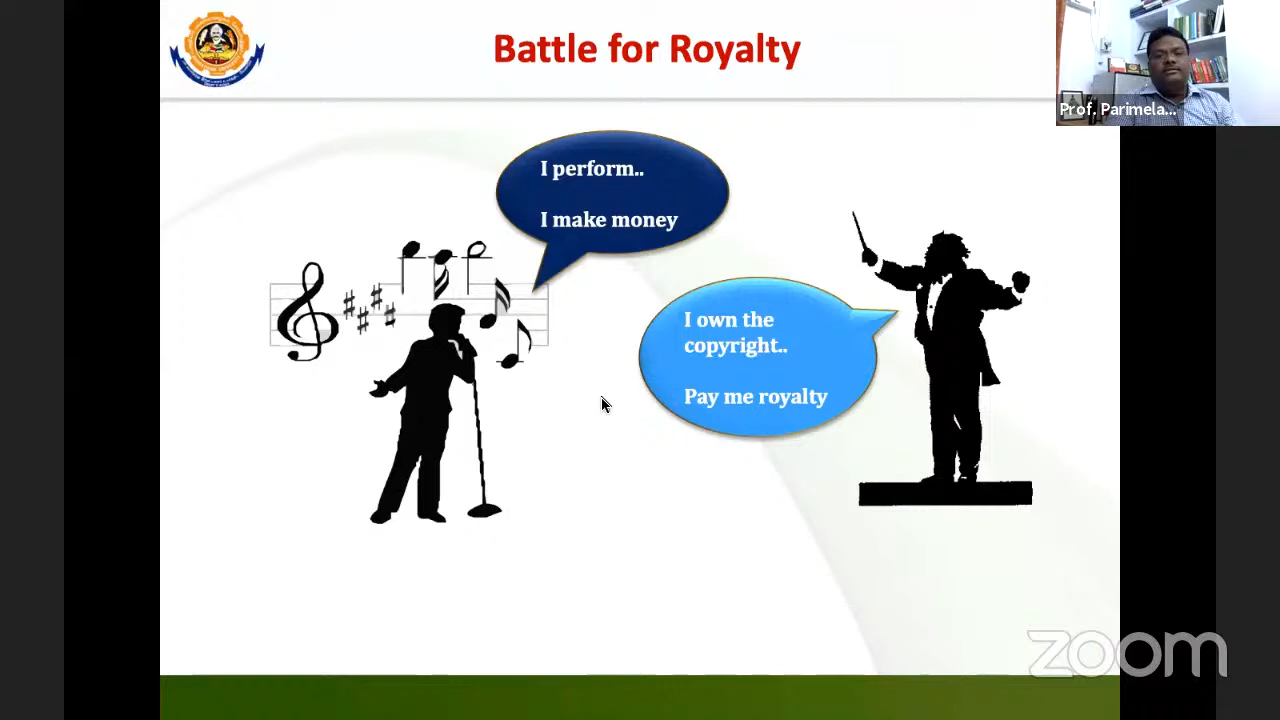 Battle for Royalty
Prof. Parimela...
I perform..
I make money
I own the
copyright..
Pay me royalty
zoom